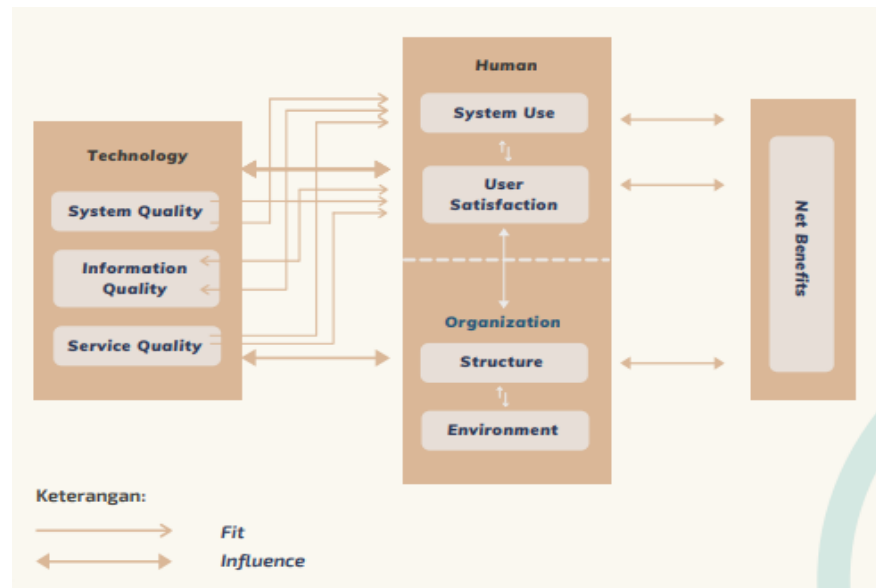 Technology
System Quality
Information
Quality
Service Quality
Human
System Use
User
Satisfaction
Organization
Structure
Environment
Net Benefits
Keterangan:
Fit
Influence